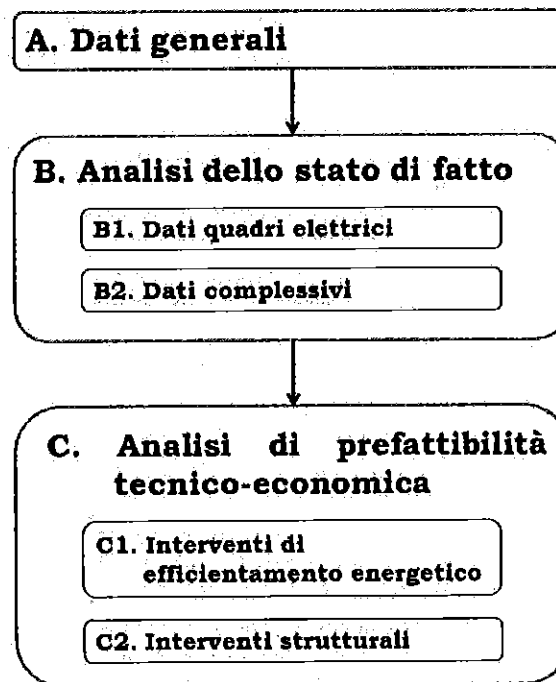 A. Dati generali
B. Analisi dello stato di fatto
B1. Dati quadri elettrici
B2. Dati complessivi
C. Analisi di prefattibilità
tecnico-economica
C1. Interventi di
efficientamento energetico
C2. Interventi strutturali